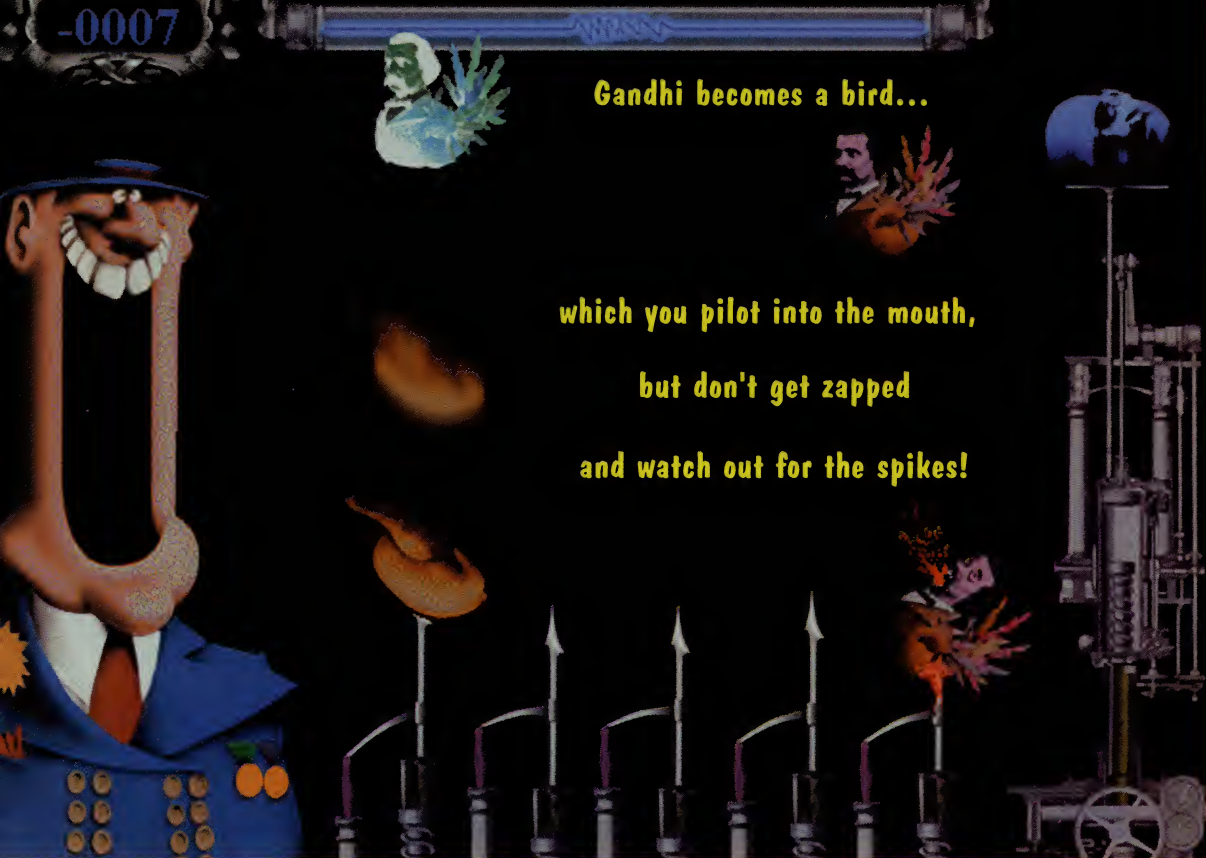 -0007
Gandhi becomes a bird...
which you pilot into the mouth,
but don't get zapped
and watch out for the spikes!